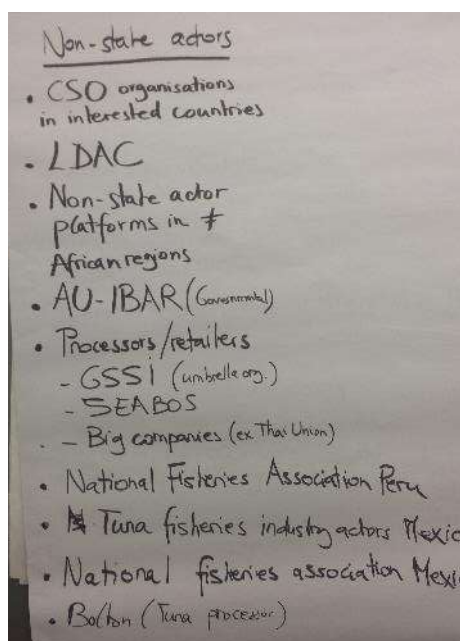 Non-state actors
• CSO organisations
in interested countries
• LDAC
• Non-state actor
platforms in ≠
African regions
• AU-IBAR (Governmental)
• Processors/retailers
- GSSI (umbrella org.)
- SEABOS
- Big companies (ex Thai Union)
• National Fisheries Association Peru
• Tuna fisheries industry actors Mexic
• National fisheries association Mexic
• Bolton (Tuna processor)